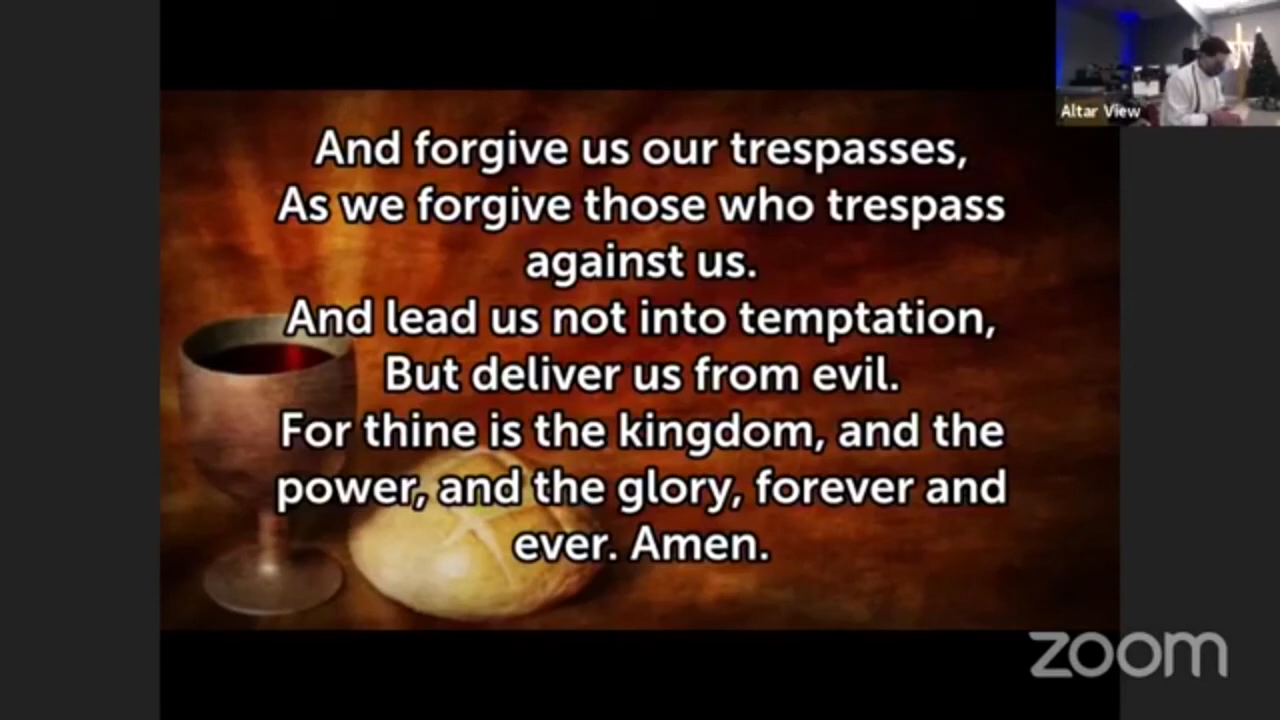 Altar View
And forgive us our trespasses,
As we forgive those who trespass
against us.
And lead us not into temptation,
But deliver us from evil.
For thine is the kingdom, and the
power, and the glory, forever and
ever. Amen.
zoom